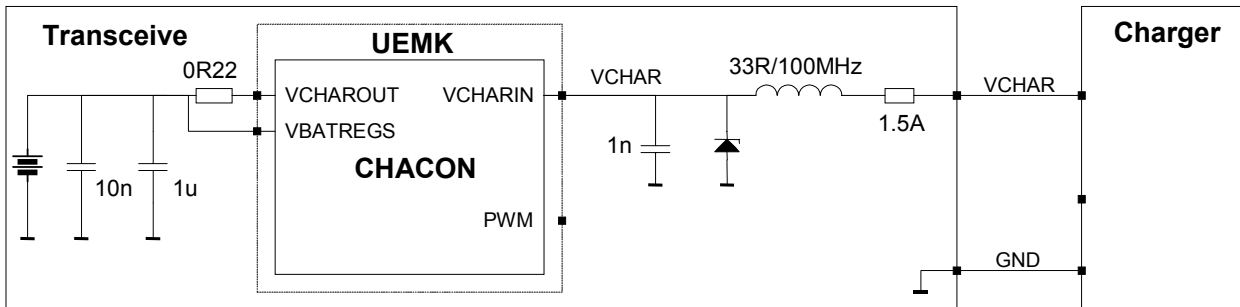 Transceive
UEMK
Charger
0R22
VCHAROUT
VCHARIN
VCHAR
33R/100MHz
VCHAR
1.5A
VBATREGS
CHACON
10n
1u
1n
PWM
GND